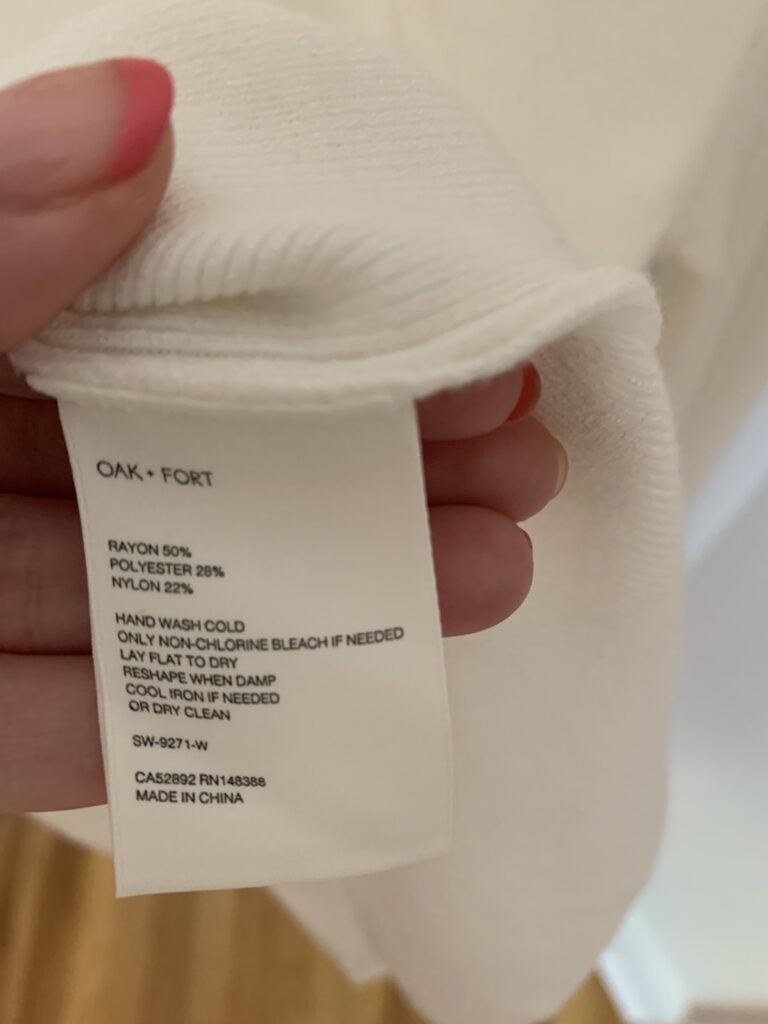 OAK + FORT
RAYON 50%
POLYESTER 28%
NYLON 22%
HAND WASH COLD
ONLY NON-CHLORINE BLEACH IF NEEDED
LAY FLAT TO DRY
RESHAPE WHEN DAMP
COOL IRON IF NEEDED
OR DRY CLEAN
SW-9271-W
CA52892 RN148388
MADE IN CHINA